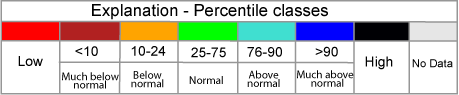 Explanation - Percentile classes
Low
<10
10-24
25-75
76-90
>90
High
No Data
Much below
normal
Below
normal
Normal
Above
normal
Much above
normal